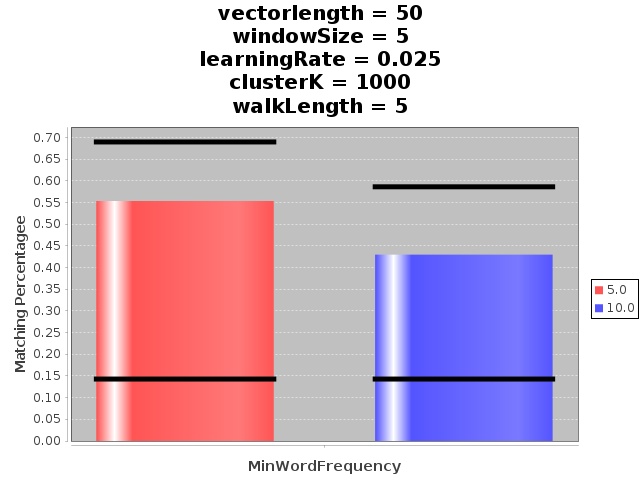 vectorlength = 50
windowSize = 5
learningRate = 0.025
clusterK = 1000
walkLength = 5
0.70
0.65
0.60
0.55
0.50
0.45
0.40
0.35
0.30
0.25
0.20
0.15
0.10
0.05
0.00
Matching Percentagee
MinWordFrequency
5.0
10.0